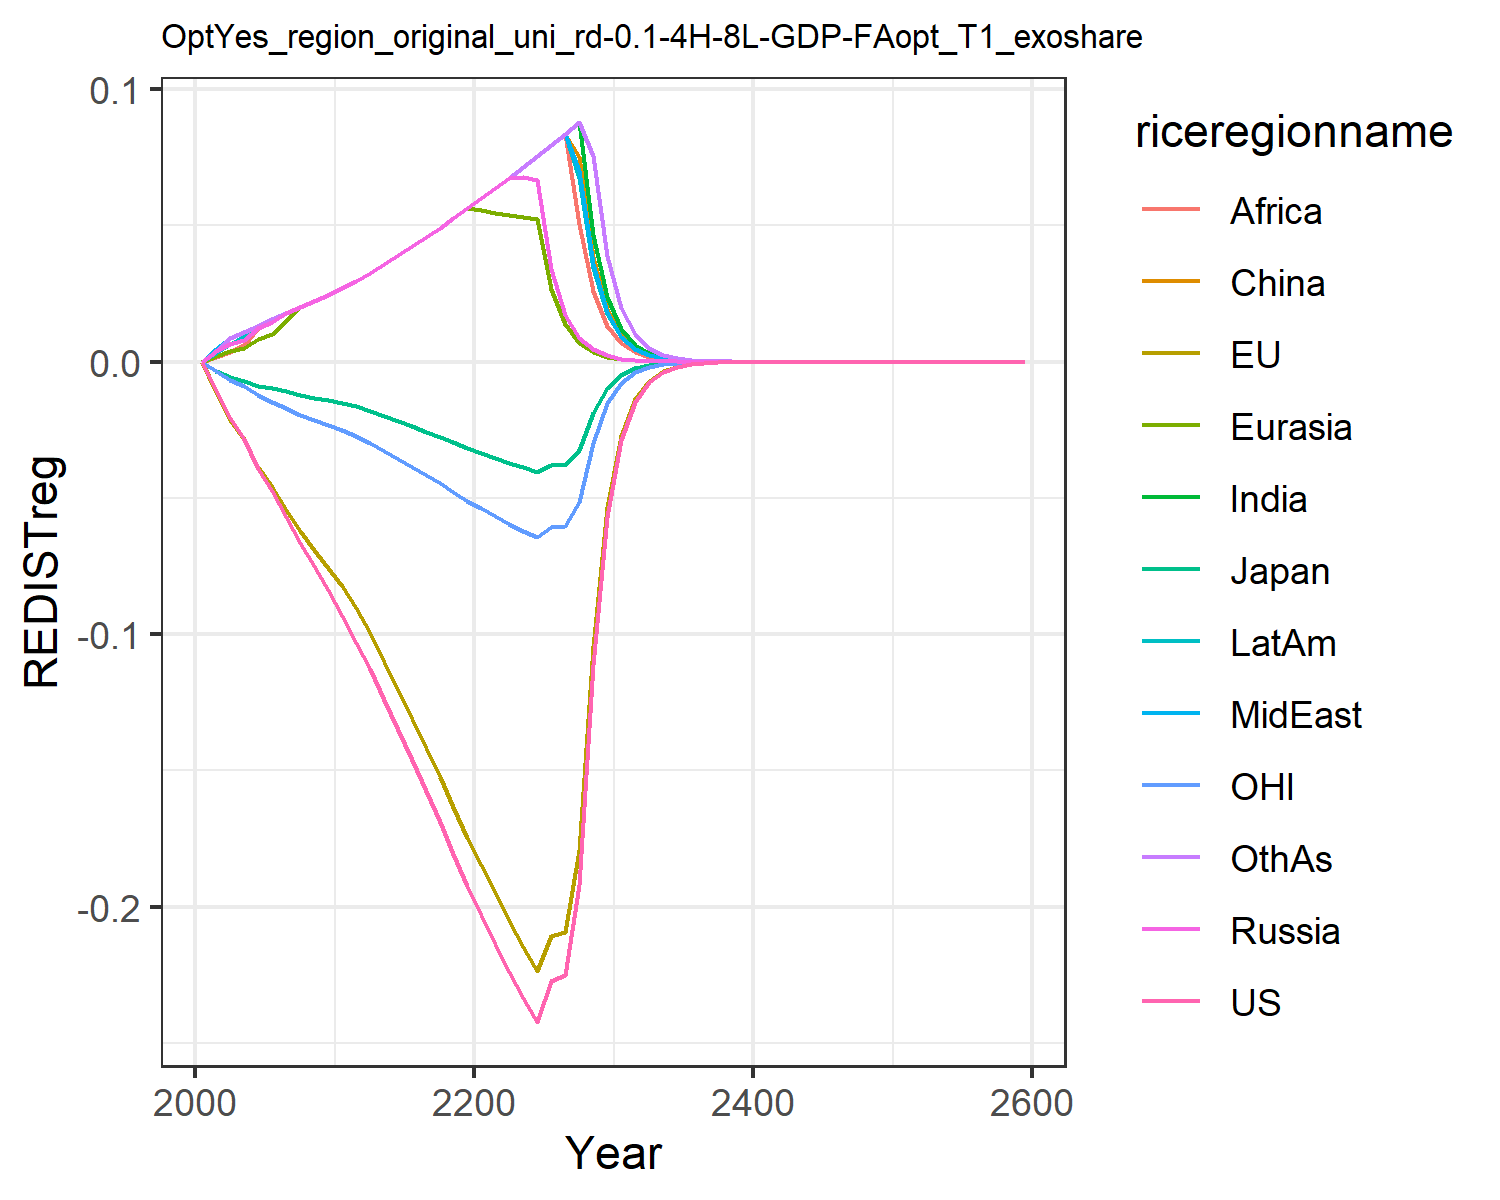 OptYes_region_original_uni_rd-0.1-4H-8L-GDP-FAopt_T1_exoshare
0.1
0.0
-0.1
-0.2
REDISTreg
2000
2200
2400
2600
Year
riceregionname
Africa
China
EU
Eurasia
India
Japan
LatAm
MidEast
OHI
OthAs
Russia
US